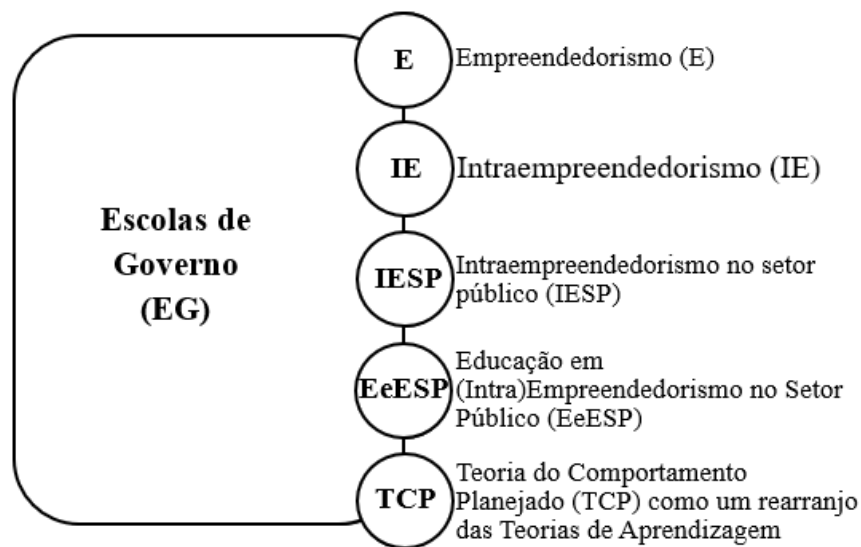 E
Empreendedorismo (E)
IE
Intraempreendedorismo (IE)
Escolas de
Governo
(EG)
IESP
Intraempreendedorismo no setor
público (IESP)
EeESP
Educação em
(Intra)Empreendedorismo no Setor
Público (EeESP)
TCP
Teoria do Comportamento
Planejado (TCP) como um rearranjo
das Teorias de Aprendizagem